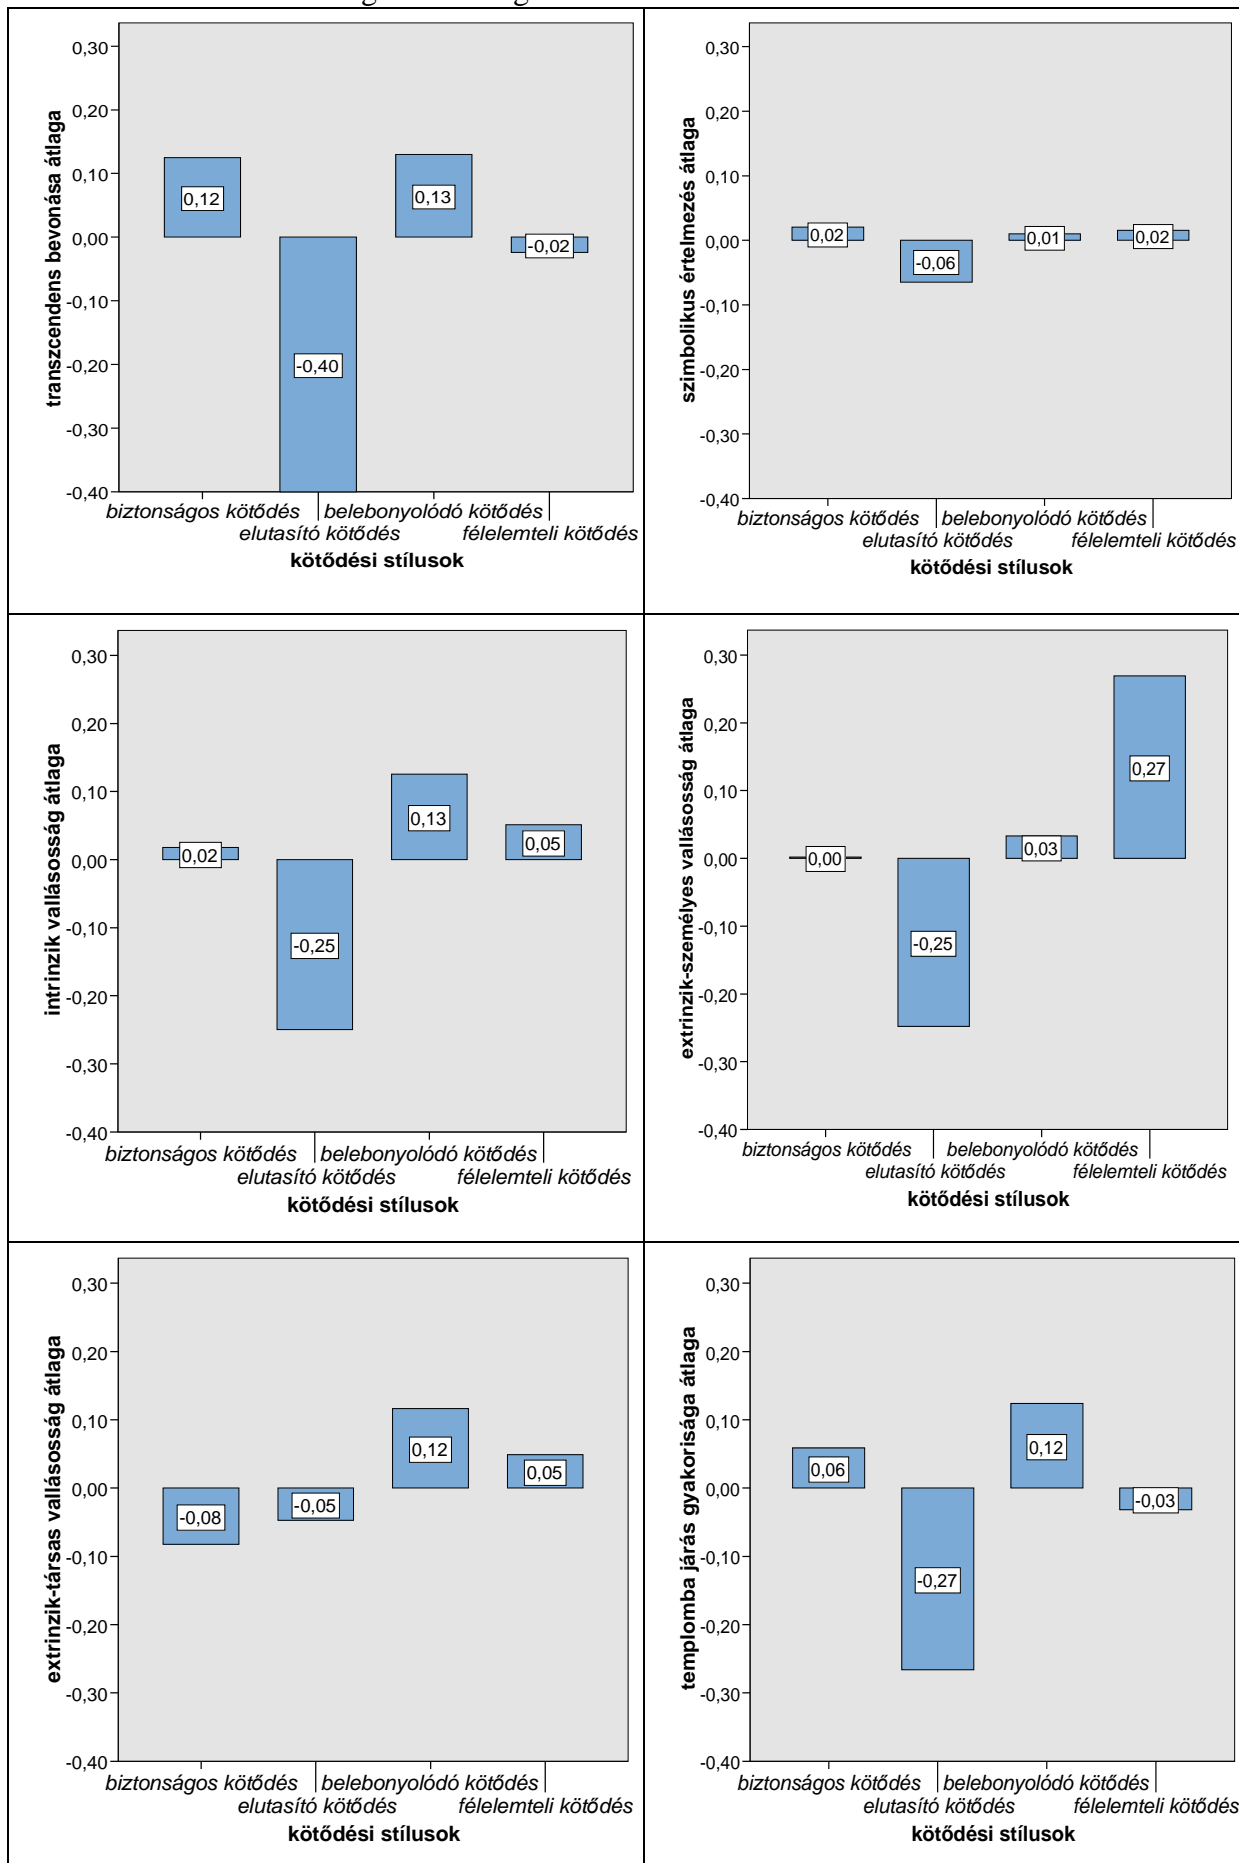 transzcendens bevonása átlaga
0,30
0,20
0,10
0,00
-0,10
-0,20
-0,30
-0,40
0,12
-0,40
0,13
-0,02
biztonságos kötődés
belebonyolódó kötődés
elutasító kötődés
félelemteli kötődés
kötődési stílusok
szimbolikus értelmezés átlaga
0,30
0,20
0,10
0,00
-0,10
-0,20
-0,30
-0,40
0,02
-0,06
0,01
0,02
biztonságos kötődés
belebonyolódó kötődés
elutasító kötődés
félelemteli kötődés
kötődési stílusok
intrinzik vallásosság átlaga
0,30
0,20
0,10
0,00
-0,10
-0,20
-0,30
-0,40
0,02
-0,25
0,13
0,05
biztonságos kötődés
belebonyolódó kötődés
elutasító kötődés
félelemteli kötődés
kötődési stílusok
extrinzik-személyes vallásosság átlaga
0,30
0,20
0,10
0,00
-0,10
-0,20
-0,30
-0,40
0,00
-0,25
0,03
0,27
biztonságos kötődés
belebonyolódó kötődés
elutasító kötődés
félelemteli kötődés
kötődési stílusok
extrinzik-társas vallásosság átlaga
0,30
0,20
0,10
0,00
-0,10
-0,20
-0,30
-0,40
-0,08
-0,05
0,12
0,05
biztonságos kötődés
belebonyolódó kötődés
elutasító kötődés
félelemteli kötődés
kötődési stílusok
templomba járás gyakorisága átlaga
0,30
0,20
0,10
0,00
-0,10
-0,20
-0,30
-0,40
0,06
-0,27
0,12
-0,03
biztonságos kötődés
belebonyolódó kötődés
elutasító kötődés
félelemteli kötődés
kötődési stílusok